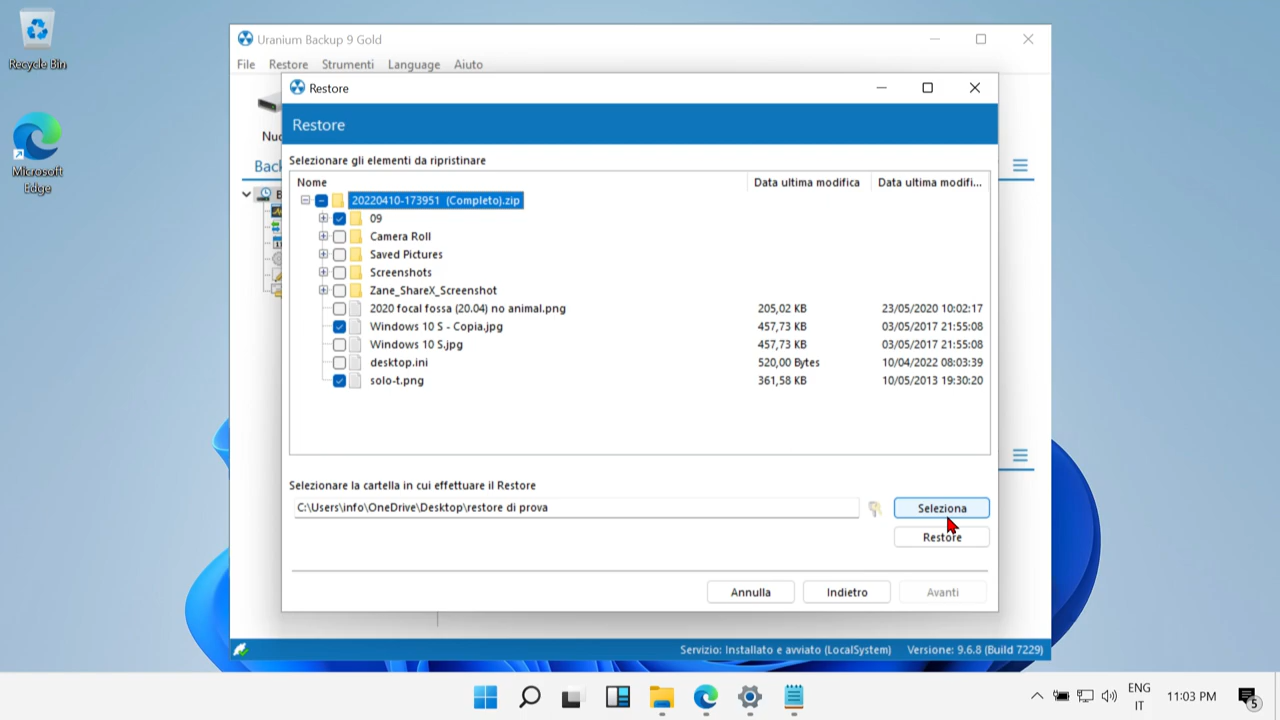 Recycle Bin
Microsoft
Edge
Uranium Backup 9 Gold
File Restore Strumenti Language Aiuto
Restore
Restore
Selezionare gli elementi da ripristinare
Nome Data ultima modifica Data ultima modifi...
20220410-173951 (Completo).zip
09
Camera Roll
Saved Pictures
Screenshots
Zane_ShareX_Screenshot
2020 focal fossa (20.04) no animal.png 205,02 KB 23/05/2020 10:02:17
Windows 10 S - Copia.jpg 457,73 KB 03/05/2017 21:55:08
Windows 10 S.jpg 457,73 KB 03/05/2017 21:55:08
desktop.ini 520,00 Bytes 10/04/2022 08:03:39
solo-t.png 361,58 KB 10/05/2013 19:30:20
Selezionare la cartella in cui effettuare il Restore
C:\Users\info\OneDrive\Desktop\restore di prova
Seleziona
Restore
Annulla Indietro Avanti
Servizio: Installato e avviato (LocalSystem) Versione: 9.6.8 (Build 7229)
ENG
IT
11:03 PM
5